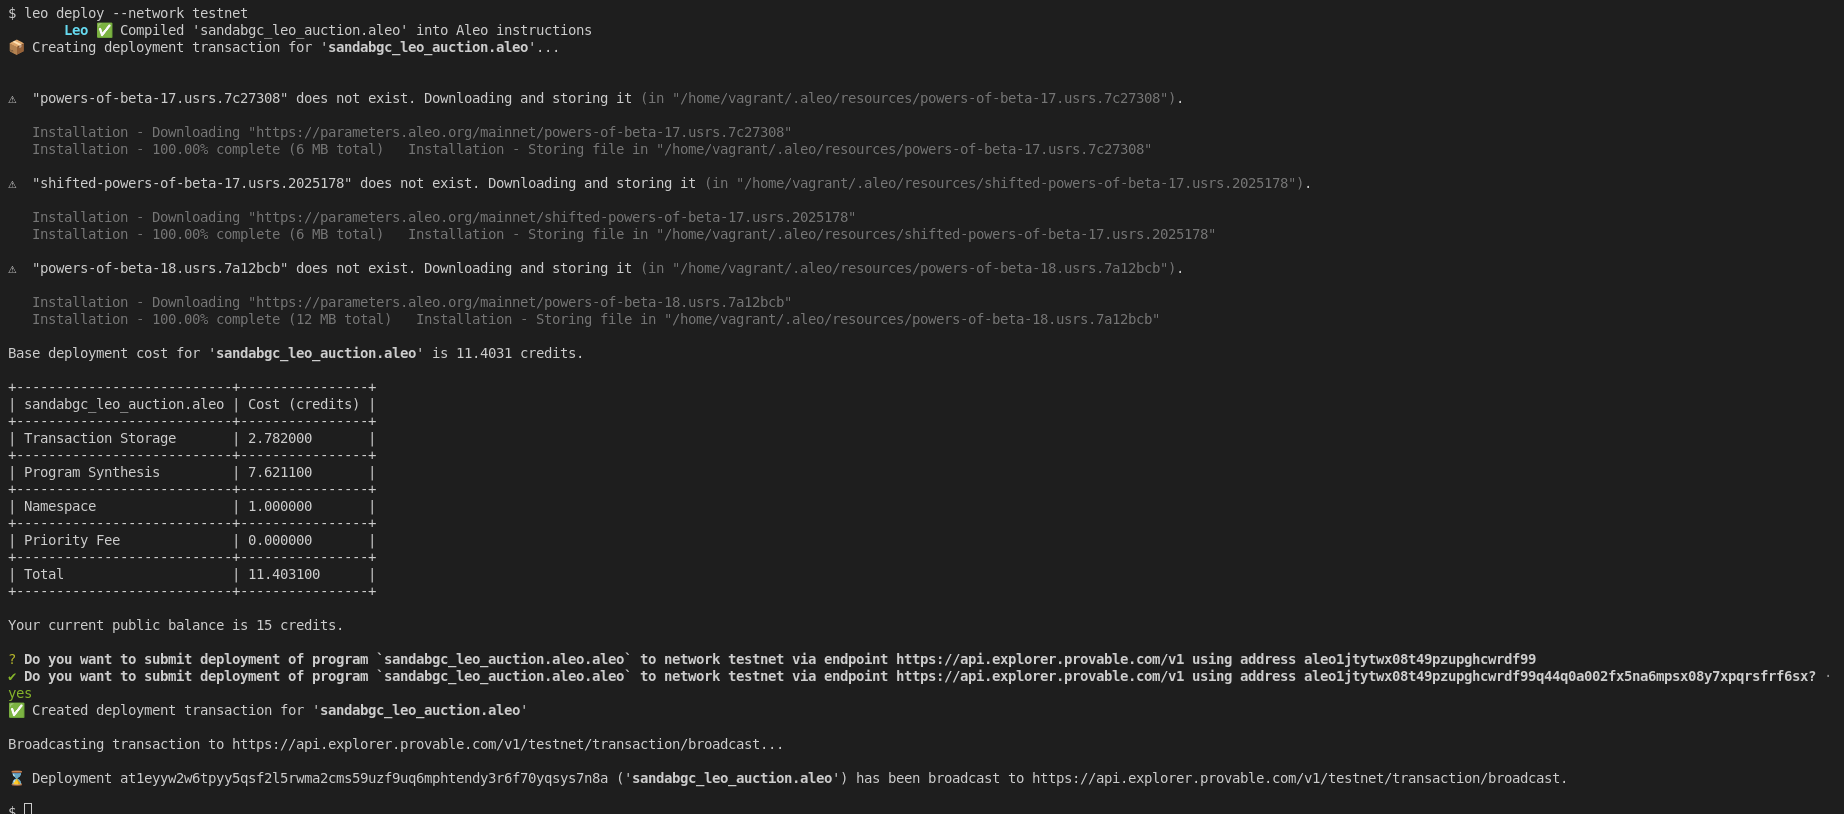 $ leo deploy --network testnet
Leo ✅ Compiled 'sandabgc_leo_auction.aleo' into Aleo instructions
📦 Creating deployment transaction for 'sandabgc_leo_auction.aleo'...
⚠ "powers-of-beta-17.usrs.7c27308" does not exist. Downloading and storing it (in "/home/vagrant/.aleo/resources/powers-of-beta-17.usrs.7c27308").
Installation - Downloading "https://parameters.aleo.org/mainnet/powers-of-beta-17.usrs.7c27308"
Installation - 100.00% complete (6 MB total)   Installation - Storing file in "/home/vagrant/.aleo/resources/powers-of-beta-17.usrs.7c27308"
⚠ "shifted-powers-of-beta-17.usrs.2025178" does not exist. Downloading and storing it (in "/home/vagrant/.aleo/resources/shifted-powers-of-beta-17.usrs.2025178").
Installation - Downloading "https://parameters.aleo.org/mainnet/shifted-powers-of-beta-17.usrs.2025178"
Installation - 100.00% complete (6 MB total)   Installation - Storing file in "/home/vagrant/.aleo/resources/shifted-powers-of-beta-17.usrs.2025178"
⚠ "powers-of-beta-18.usrs.7a12bcb" does not exist. Downloading and storing it (in "/home/vagrant/.aleo/resources/powers-of-beta-18.usrs.7a12bcb").
Installation - Downloading "https://parameters.aleo.org/mainnet/powers-of-beta-18.usrs.7a12bcb"
Installation - 100.00% complete (12 MB total)   Installation - Storing file in "/home/vagrant/.aleo/resources/powers-of-beta-18.usrs.7a12bcb"
Base deployment cost for 'sandabgc_leo_auction.aleo' is 11.4031 credits.
+---------------------------+----------------+
| sandabgc_leo_auction.aleo | Cost (credits) |
+---------------------------+----------------+
| Transaction Storage       | 2.782000       |
+---------------------------+----------------+
| Program Synthesis         | 7.621100       |
+---------------------------+----------------+
| Namespace                 | 1.000000       |
+---------------------------+----------------+
| Priority Fee              | 0.000000       |
+---------------------------+----------------+
| Total                     | 11.403100      |
+---------------------------+----------------+
Your current public balance is 15 credits.
? Do you want to submit deployment of program `sandabgc_leo_auction.aleo.aleo` to network testnet via endpoint https://api.explorer.provable.com/v1 using address aleo1jtytwx08t49pzupghcwrdf99
✔ Do you want to submit deployment of program `sandabgc_leo_auction.aleo.aleo` to network testnet via endpoint https://api.explorer.provable.com/v1 using address aleo1jtytwx08t49pzupghcwrdf99q44q0a002fx5na6mpsx08y7xpqrsfrf6sx? ·
yes
✅ Created deployment transaction for 'sandabgc_leo_auction.aleo'
Broadcasting transaction to https://api.explorer.provable.com/v1/testnet/transaction/broadcast...
⌛ Deployment at1eyyw2w6tpyy5qsf2l5rwma2cms59uzf9uq6mphtendy3r6f70yqsys7n8a ('sandabgc_leo_auction.aleo') has been broadcast to https://api.explorer.provable.com/v1/testnet/transaction/broadcast.
$